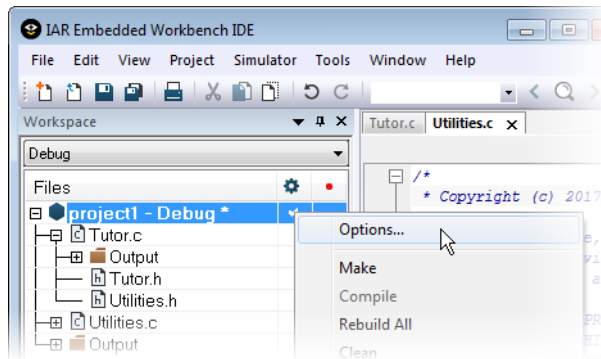 IAR Embedded Workbench IDE
File Edit View Project Simulator Tools Window Help
Workspace
Tutor.c Utilities.c
Debug
Files
/*
* Copyright (c) 2017
project1 - Debug *
Tutor.c
Output
Tutor.h
Utilities.h
Utilities.c
Output
Options...
Make
Compile
Rebuild All
Clean